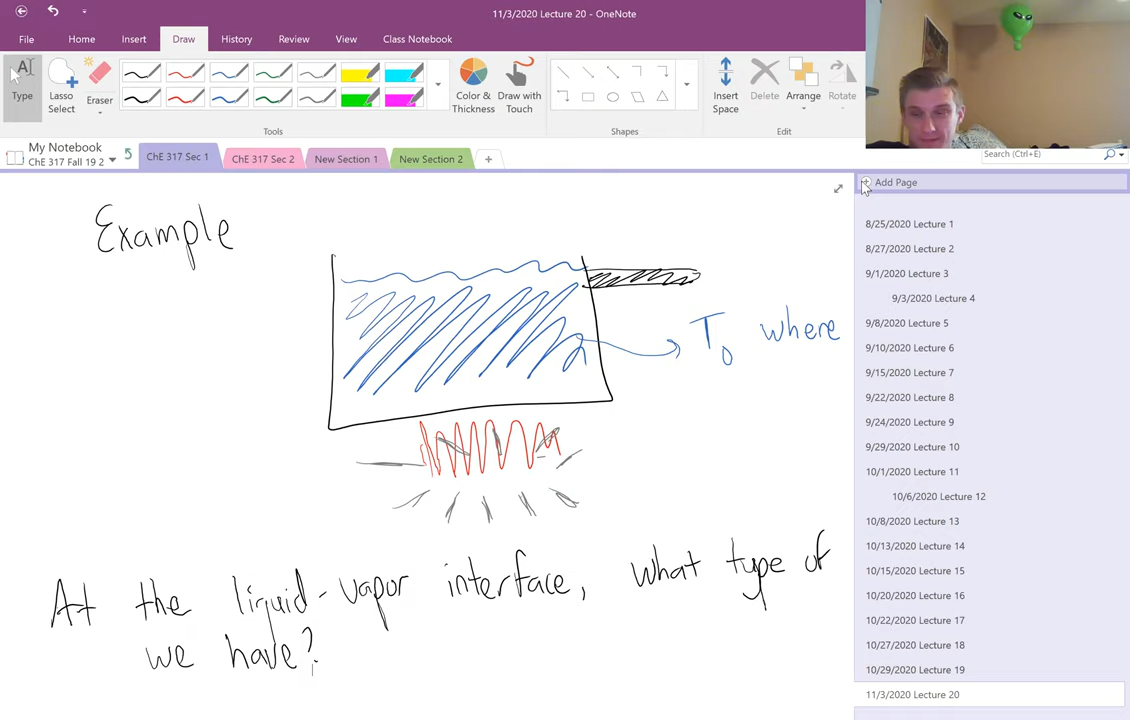 11/3/2020 Lecture 20 - OneNote
File Home Insert Draw History Review View Class Notebook
Type
Lasso Select
Eraser
Color & Thickness
Draw with Touch
Insert Space
Delete
Arrange
Rotate
Tools
Shapes
Edit
My Notebook
ChE 317 Fall 19 2
ChE 317 Sec 1
ChE 317 Sec 2
New Section 1
New Section 2
Search (Ctrl+E)
Add Page
8/25/2020 Lecture 1
8/27/2020 Lecture 2
9/1/2020 Lecture 3
9/3/2020 Lecture 4
9/8/2020 Lecture 5
9/10/2020 Lecture 6
9/15/2020 Lecture 7
9/22/2020 Lecture 8
9/24/2020 Lecture 9
9/29/2020 Lecture 10
10/1/2020 Lecture 11
10/6/2020 Lecture 12
10/8/2020 Lecture 13
10/13/2020 Lecture 14
10/15/2020 Lecture 15
10/20/2020 Lecture 16
10/22/2020 Lecture 17
10/27/2020 Lecture 18
10/29/2020 Lecture 19
11/3/2020 Lecture 20
Example
T0 where
At the liquid-vapor interface, what type of
we have?